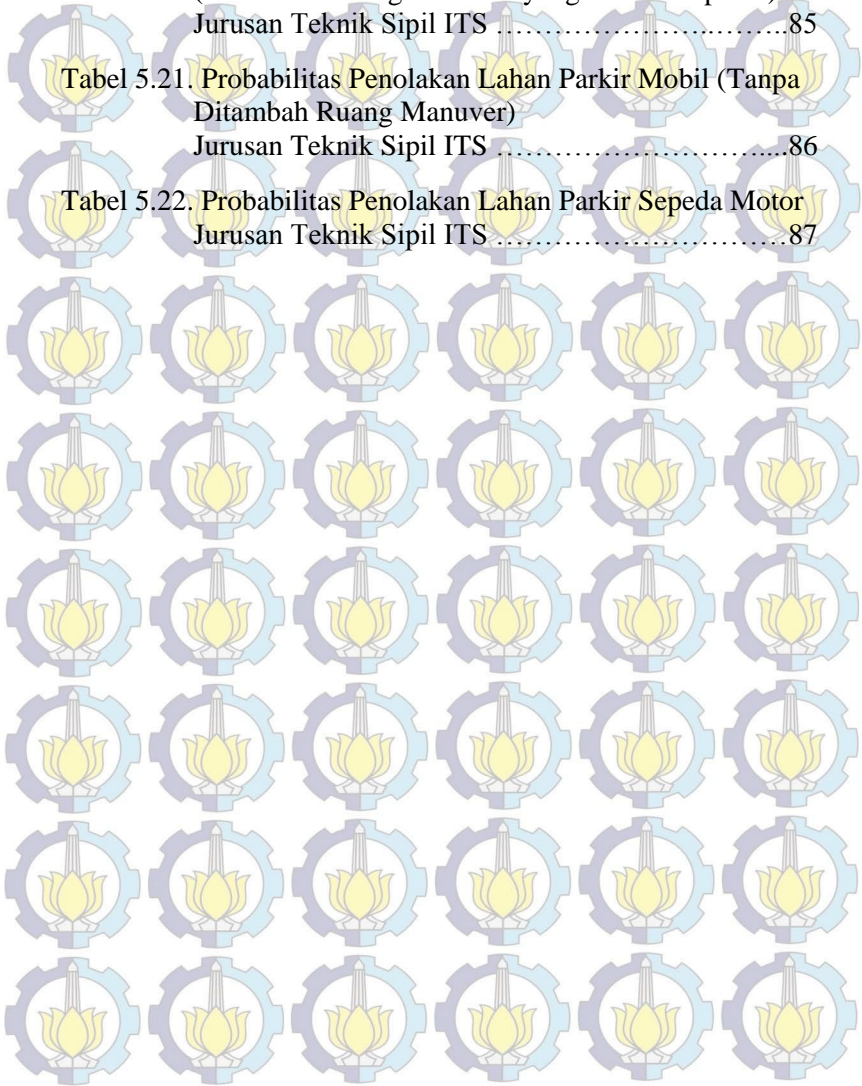 Jurusan Teknik Sipil ITS …………………..……..85
Tabel 5.21. Probabilitas Penolakan Lahan Parkir Mobil (Tanpa
Ditambah Ruang Manuver)
Jurusan Teknik Sipil ITS ………………………......86
Tabel 5.22. Probabilitas Penolakan Lahan Parkir Sepeda Motor
Jurusan Teknik Sipil ITS ………………………….87